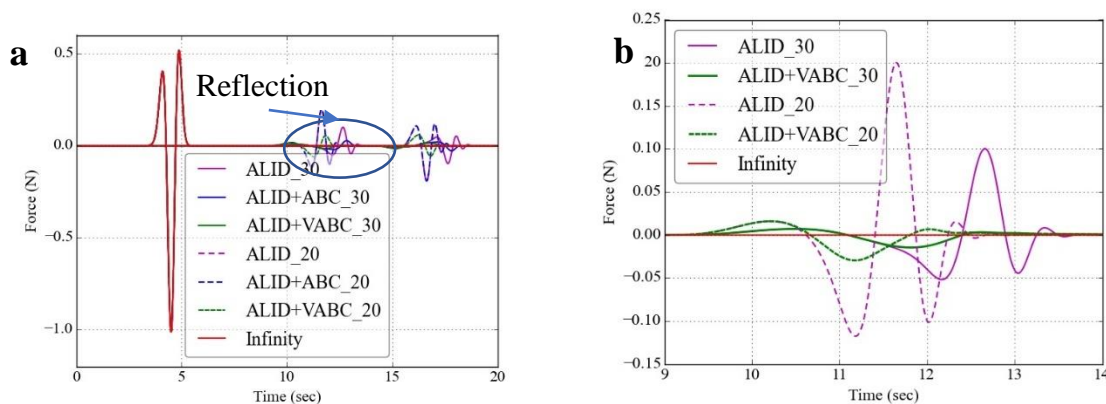 a
Reflection
Force (N)
0.5
0.0
−0.5
−1.0
ALID_30
ALID+ABC_30
ALID+VABC_30
ALID_20
ALID+ABC_20
ALID+VABC_20
Infinity
0
5
10
15
20
Time (sec)
b
Force (N)
0.25
0.20
0.15
0.10
0.05
0.00
−0.05
−0.10
−0.15
ALID_30
ALID+VABC_30
ALID_20
ALID+VABC_20
Infinity
9
10
11
12
13
14
Time (sec)